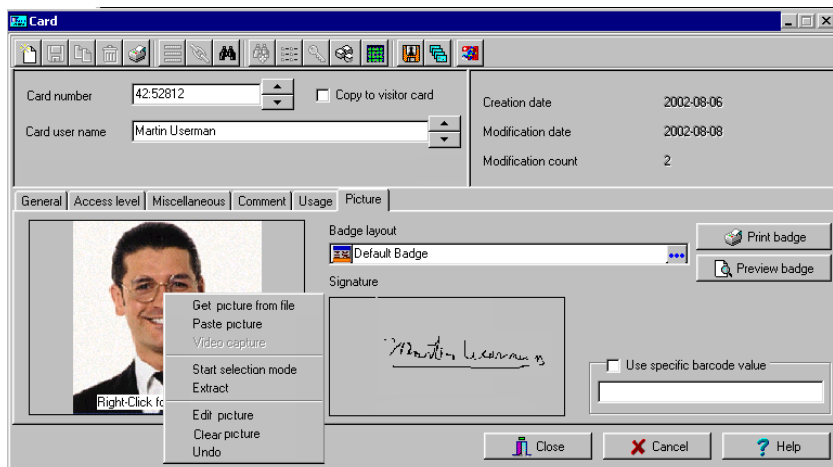 Card
Card number 42:52812 Copy to visitor card
Card user name Martin Userman
Creation date 2002-08-06
Modification date 2002-08-08
Modification count 2
General Access level Miscellaneous Comment Usage Picture
Badge layout
Default Badge
Print badge
Preview badge
Signature
Martin Userman
Use specific barcode value
Right-Click fo
Get picture from file
Paste picture
Video capture
Start selection mode
Extract
Edit picture
Clear picture
Undo
Close Cancel Help